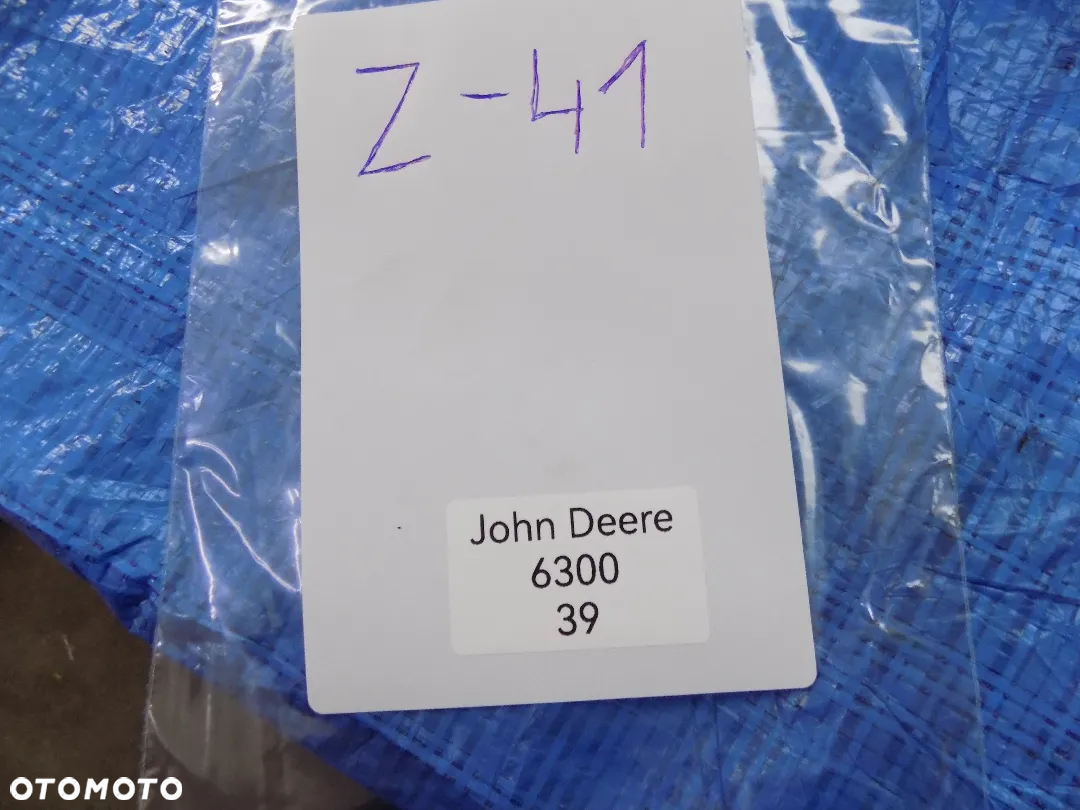 Z-41
John Deere
6300
39
OTOMOTO